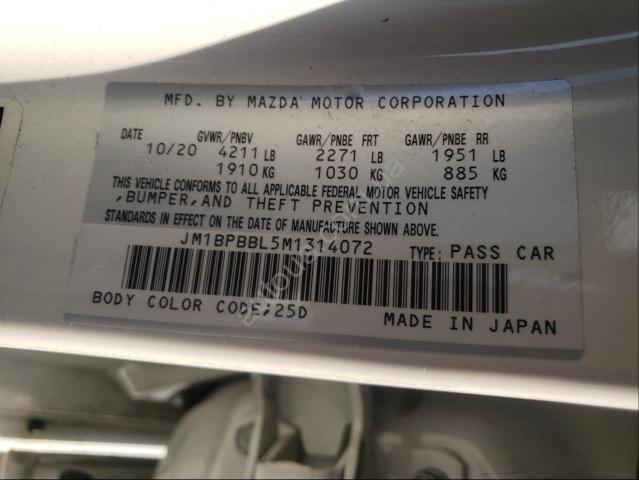 MFD. BY MAZDA MOTOR CORPORATION
DATE GVWR/PNBV GAWR/PNBE FRT GAWR/PNBE RR
10/20 4211 LB 2271 LB 1951 LB
1910 KG 1030 KG 885 KG
THIS VEHICLE CONFORMS TO ALL APPLICABLE FEDERAL MOTOR VEHICLE SAFETY
,BUMPER,AND THEFT PREVENTION
STANDARDS IN EFFECT ON THE DATE OF MANUFACTURE SHOWN ABOVE.
JM1BPBBL5M1314072 TYPE: PASS CAR
BODY COLOR CODE;25D
MADE IN JAPAN